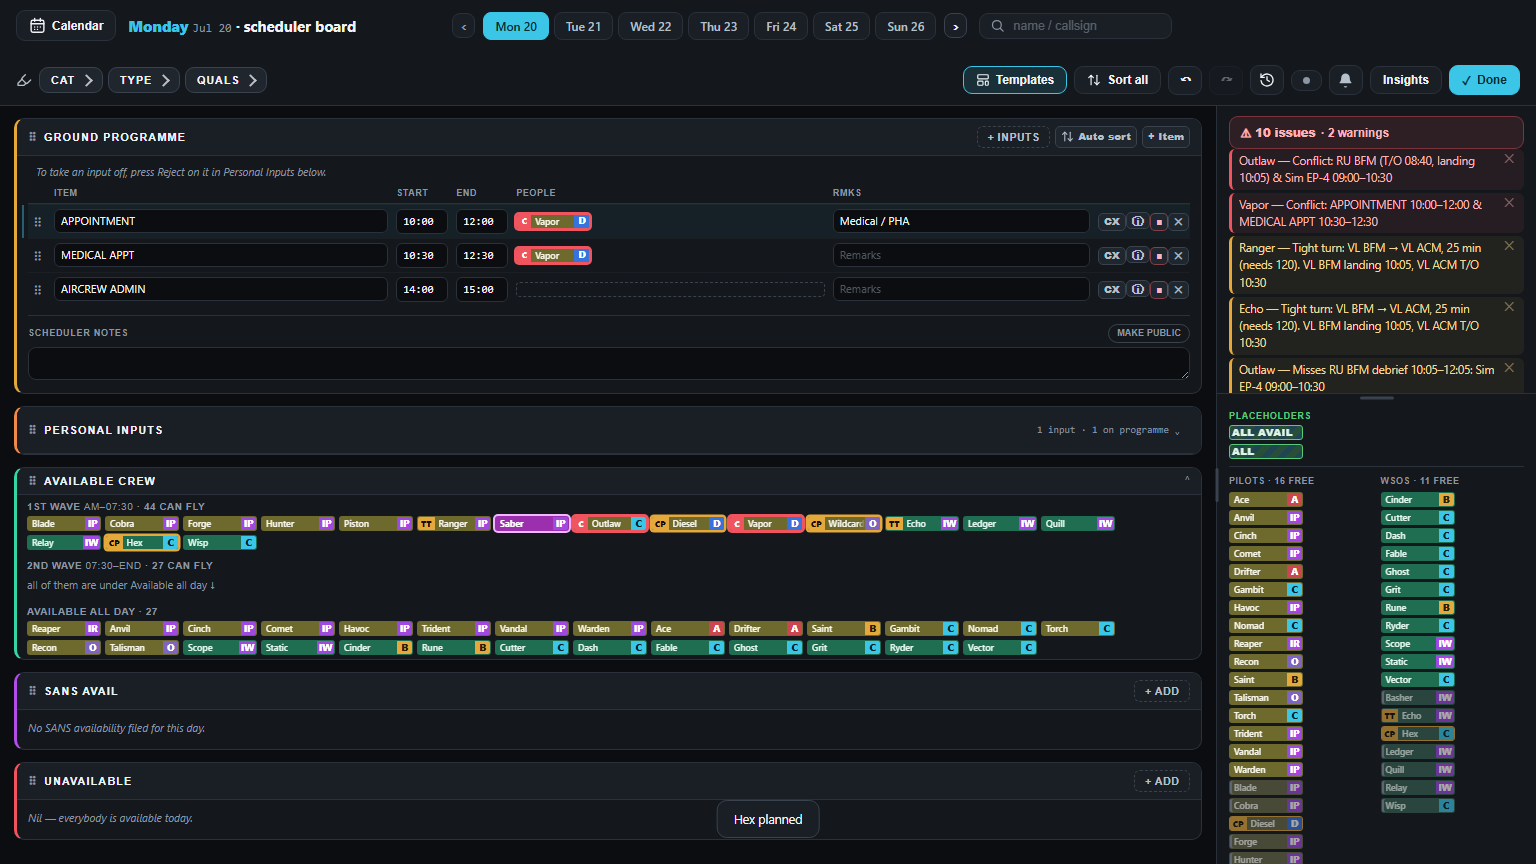 Calendar
Monday Jul 20 · scheduler board
Mon 20
Tue 21
Wed 22
Thu 23
Fri 24
Sat 25
Sun 26
name / callsign
CAT
TYPE
QUALS
Templates
Sort all
Insights
✓ Done
GROUND PROGRAMME
+ INPUTS
Auto sort
+ Item
To take an input off, press Reject on it in Personal Inputs below.
ITEM START END PEOPLE RMKS
APPOINTMENT 10:00 12:00 C Vapor D Medical / PHA CX
MEDICAL APPT 10:30 12:30 C Vapor D Remarks CX
AIRCREW ADMIN 14:00 15:00 Remarks CX
SCHEDULER NOTES
MAKE PUBLIC
PERSONAL INPUTS
1 input · 1 on programme
AVAILABLE CREW
1ST WAVE AM–07:30 · 44 CAN FLY
Blade IP Cobra IP Forge IP Hunter IP Piston IP TT Ranger IP Saber IP C Outlaw C CP Diesel D C Vapor D CP Wildcard O TT Echo IW Ledger IW Quill IW
Relay IW CP Hex C Wisp C
2ND WAVE 07:30–END · 27 CAN FLY
all of them are under Available all day ↓
AVAILABLE ALL DAY · 27
Reaper IR Anvil IP Cinch IP Comet IP Havoc IP Trident IP Vandal IP Warden IP Ace A Drifter A Saint B Gambit C Nomad C Torch C
Recon O Talisman O Scope IW Static IW Cinder B Rune B Cutter C Dash C Fable C Ghost C Grit C Ryder C Vector C
SANS AVAIL
+ ADD
No SANS availability filed for this day.
UNAVAILABLE
+ ADD
Nil — everybody is available today.
Hex planned
⚠ 10 issues · 2 warnings
Outlaw — Conflict: RU BFM (T/O 08:40, landing
10:05) & Sim EP-4 09:00–10:30
Vapor — Conflict: APPOINTMENT 10:00–12:00 &
MEDICAL APPT 10:30–12:30
Ranger — Tight turn: VL BFM → VL ACM, 25 min
(needs 120). VL BFM landing 10:05, VL ACM T/O
10:30
Echo — Tight turn: VL BFM → VL ACM, 25 min
(needs 120). VL BFM landing 10:05, VL ACM T/O
10:30
Outlaw — Misses RU BFM debrief 10:05–12:05: Sim
EP-4 09:00–10:30
PLACEHOLDERS
ALL AVAIL
ALL
PILOTS · 16 FREE
Ace A
Anvil IP
Cinch IP
Comet IP
Drifter A
Gambit C
Havoc IP
Nomad C
Reaper IR
Recon O
Saint B
Talisman O
Torch C
Trident IP
Vandal IP
Warden IP
Blade IP
Cobra IP
CP Diesel D
Forge IP
Hunter IP
WSOS · 11 FREE
Cinder B
Cutter C
Dash C
Fable C
Ghost C
Grit C
Rune B
Ryder C
Scope IW
Static IW
Vector C
Basher IW
TT Echo IW
CP Hex C
Ledger IW
Quill IW
Relay IW
Wisp C